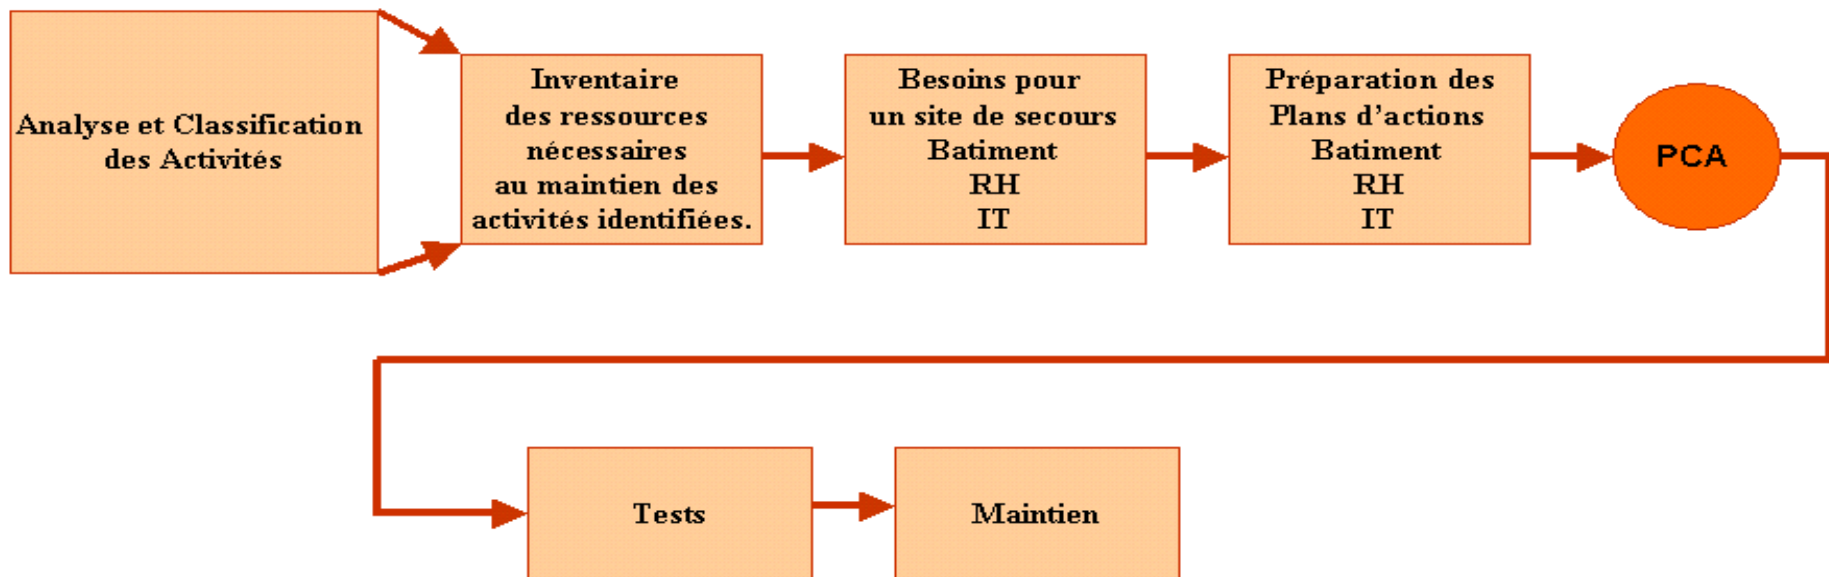 Analyse et Classification
des Activités
Inventaire
des ressources
nécessaires
au maintien des
activités identifiées.
Besoins pour
un site de secours
Batiment
RH
IT
Préparation des
Plans d'actions
Batiment
RH
IT
PCA
Tests
Maintien